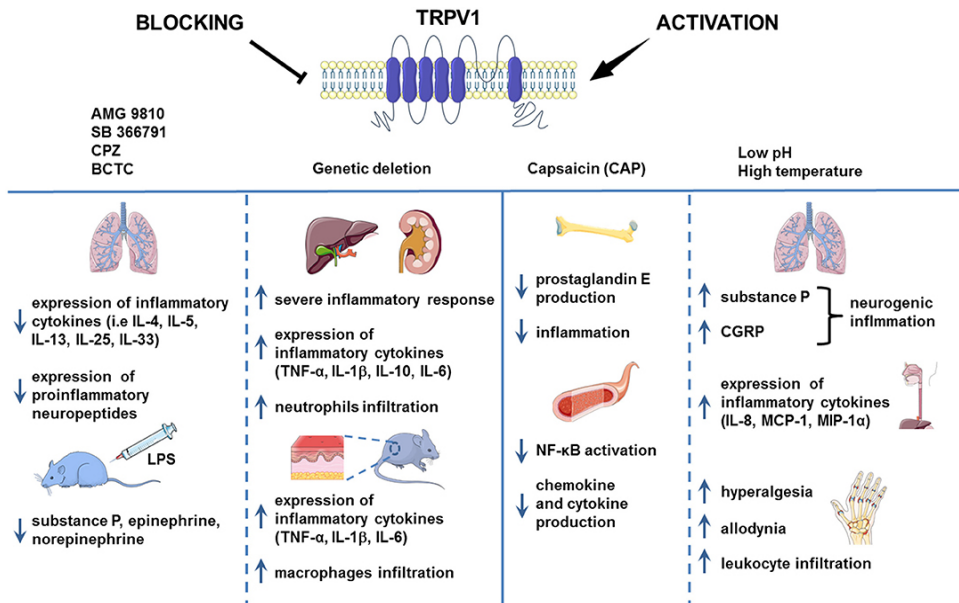 BLOCKING
TRPV1
ACTIVATION
AMG 9810
SB 366791
CPZ
BCTC
Genetic deletion
Capsaicin (CAP)
Low pH
High temperature
expression of inflammatory
cytokines (i.e IL-4, IL-5,
IL-13, IL-25, IL-33)
expression of
proinflammatory
neuropeptides
LPS
substance P, epinephrine,
norepinephrine
severe inflammatory response
expression of
inflammatory cytokines
(TNF-α, IL-1β, IL-10, IL-6)
neutrophils infiltration
expression of
inflammatory cytokines
(TNF-α, IL-1β, IL-6)
macrophages infiltration
prostaglandin E
production
inflammation
NF-κB activation
chemokine
and cytokine
production
substance P
CGRP
neurogenic
inflmmation
expression of
inflammatory cytokines
(IL-8, MCP-1, MIP-1α)
hyperalgesia
allodynia
leukocyte infiltration